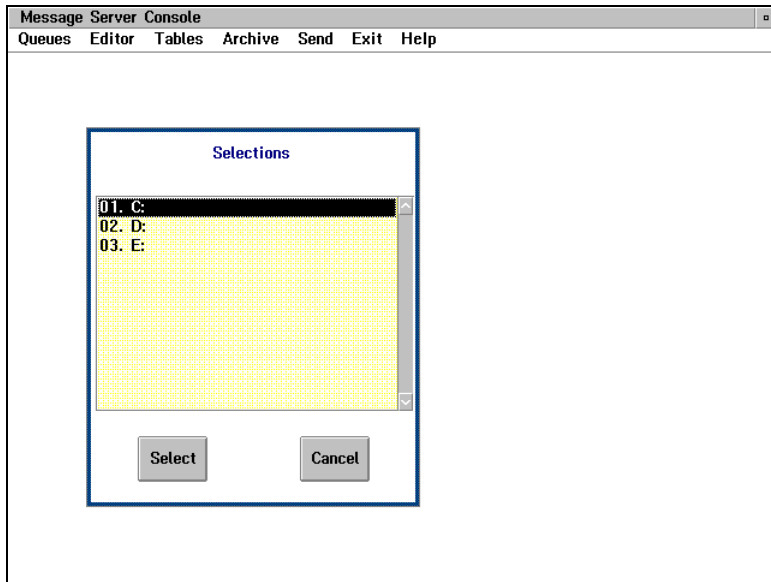 Message Server Console
Queues Editor Tables Archive Send Exit Help
Selections
01. C:
02. D:
03. E:
Select Cancel